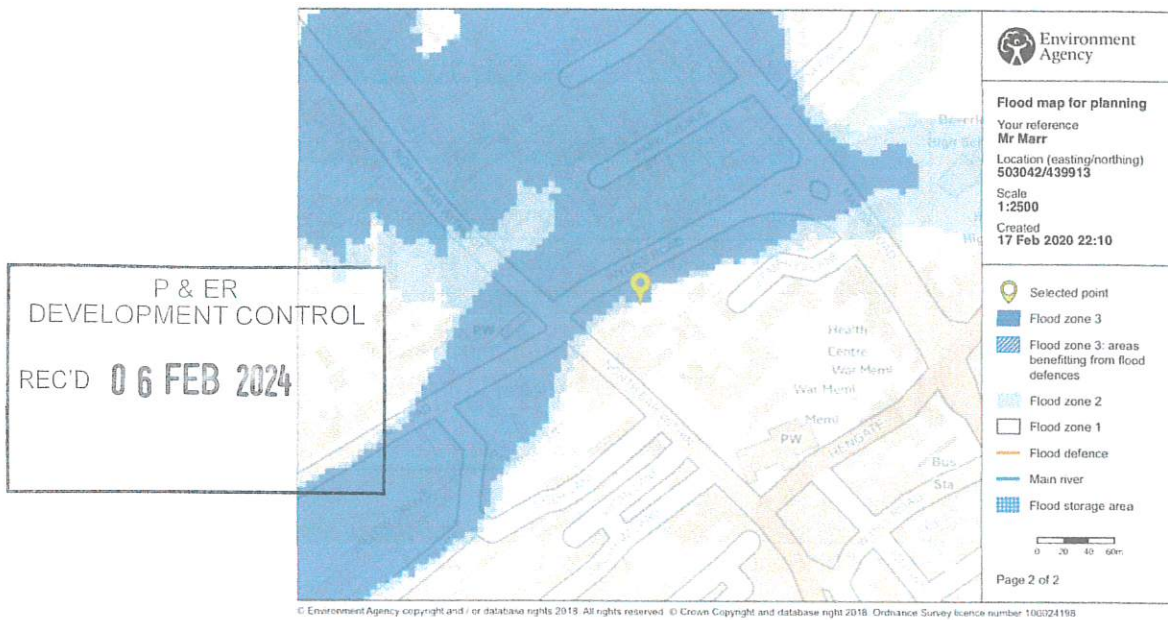 P & ER
DEVELOPMENT CONTROL
REC'D 06 FEB 2024
PW
Health
Centre
War Meml
War Meml
Meml
PW
HENGATE
Bus
Sta
Environment
Agency
Flood map for planning
Your reference
Mr Marr
Location (easting/northing)
503042/439913
Scale
1:2500
Created
17 Feb 2020 22:10
Selected point
Flood zone 3
Flood zone 3: areas
benefitting from flood
defences
Flood zone 2
Flood zone 1
Flood defence
Main river
Flood storage area
0 20 40 60m
Page 2 of 2
© Environment Agency copyright and / or database rights 2018. All rights reserved. © Crown Copyright and database right 2018. Ordnance Survey licence number 100024198